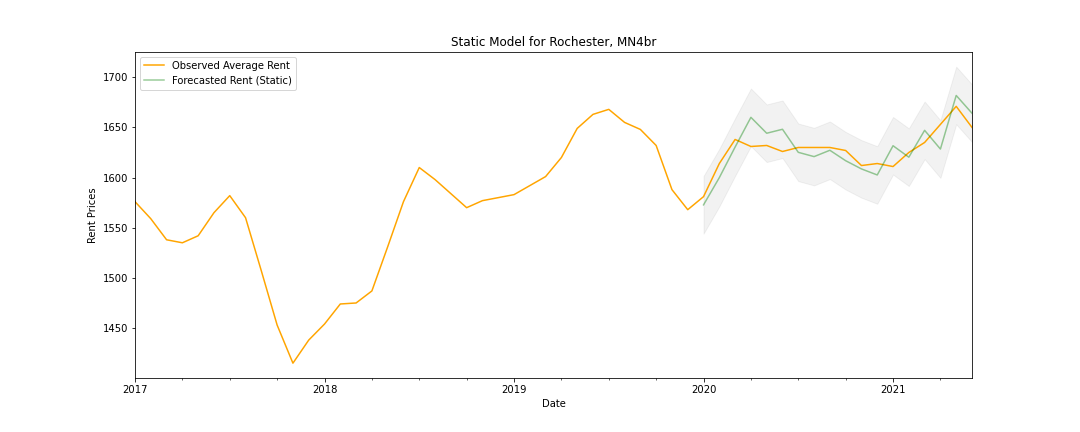 Static Model for Rochester, MN4br
Observed Average Rent
Forecasted Rent (Static)
Rent Prices
1700
1650
1600
1550
1500
1450
2017
2018
2019
2020
2021
Date